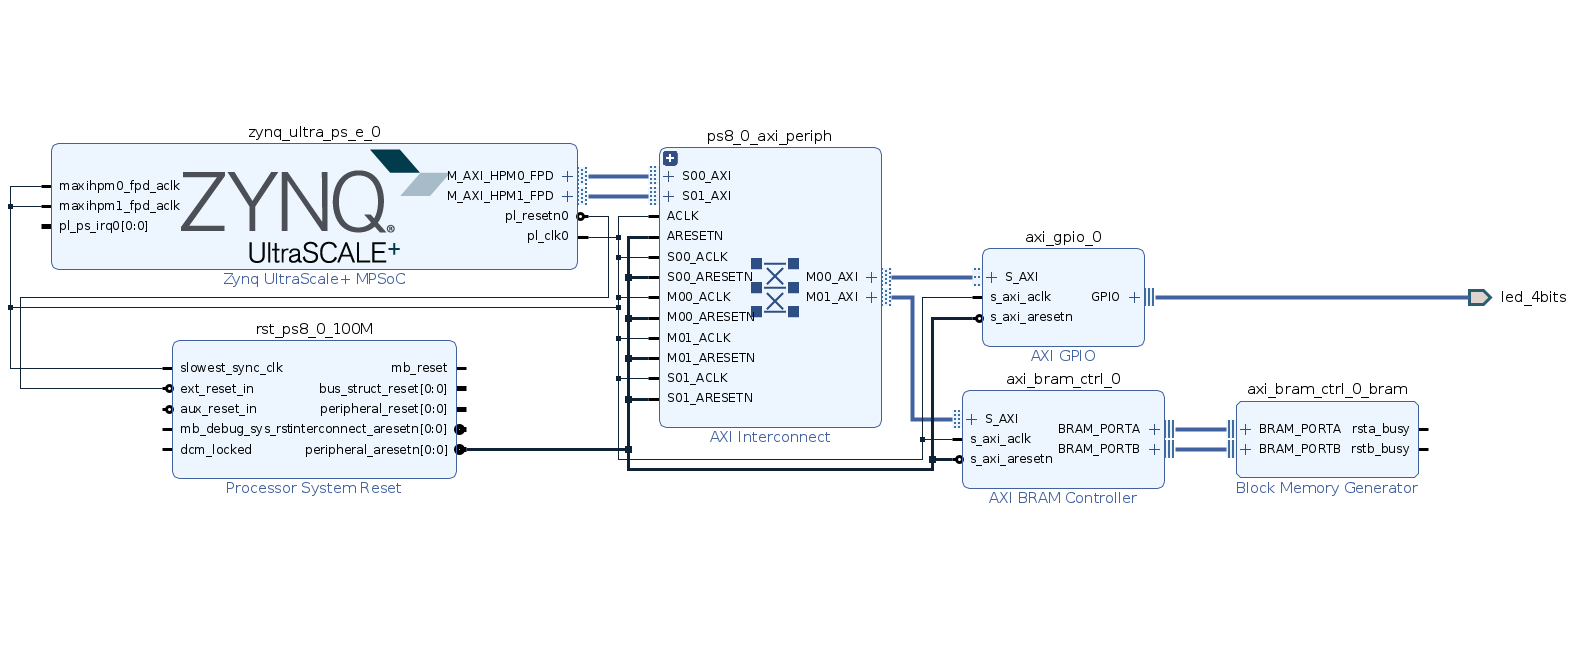 zynq_ultra_ps_e_0
maxihpm0_fpd_aclk
maxihpm1_fpd_aclk
pl_ps_irq0[0:0]
ZYNQ®
UltraSCALE+
M_AXI_HPM0_FPD
M_AXI_HPM1_FPD
pl_resetn0
pl_clk0
Zynq UltraScale+ MPSoC
rst_ps8_0_100M
slowest_sync_clk
ext_reset_in
aux_reset_in
mb_debug_sys_rst
dcm_locked
mb_reset
bus_struct_reset[0:0]
peripheral_reset[0:0]
interconnect_aresetn[0:0]
peripheral_aresetn[0:0]
Processor System Reset
ps8_0_axi_periph
S00_AXI
S01_AXI
ACLK
ARESETN
S00_ACLK
S00_ARESETN
M00_ACLK
M00_ARESETN
M01_ACLK
M01_ARESETN
S01_ACLK
S01_ARESETN
M00_AXI
M01_AXI
AXI Interconnect
axi_gpio_0
S_AXI
s_axi_aclk
s_axi_aresetn
GPIO
AXI GPIO
led_4bits
axi_bram_ctrl_0
S_AXI
s_axi_aclk
s_axi_aresetn
BRAM_PORTA
BRAM_PORTB
AXI BRAM Controller
axi_bram_ctrl_0_bram
BRAM_PORTA
BRAM_PORTB
rsta_busy
rstb_busy
Block Memory Generator